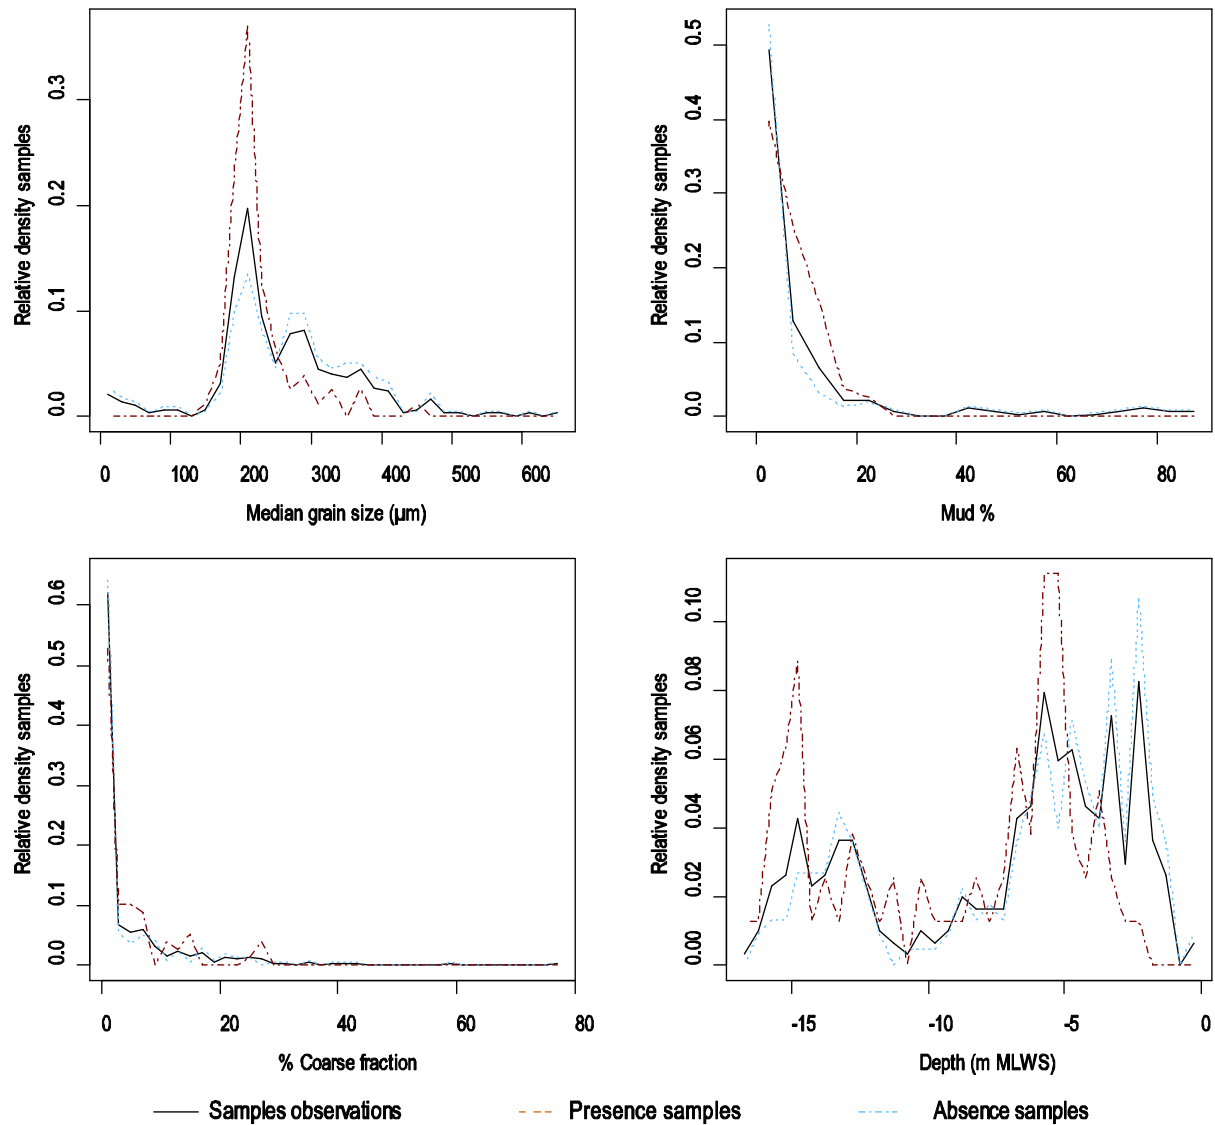 Relative density samples
0.0 0.1 0.2 0.3
0 100 200 300 400 500 600
Median grain size (µm)
Relative density samples
0.0 0.1 0.2 0.3 0.4 0.5
0 20 40 60 80
Mud %
Relative density samples
0.0 0.1 0.2 0.3 0.4 0.5 0.6
0 20 40 60 80
% Coarse fraction
Relative density samples
0.00 0.02 0.04 0.06 0.08 0.10
-15 -10 -5 0
Depth (m MLWS)
Samples observations Presence samples Absence samples